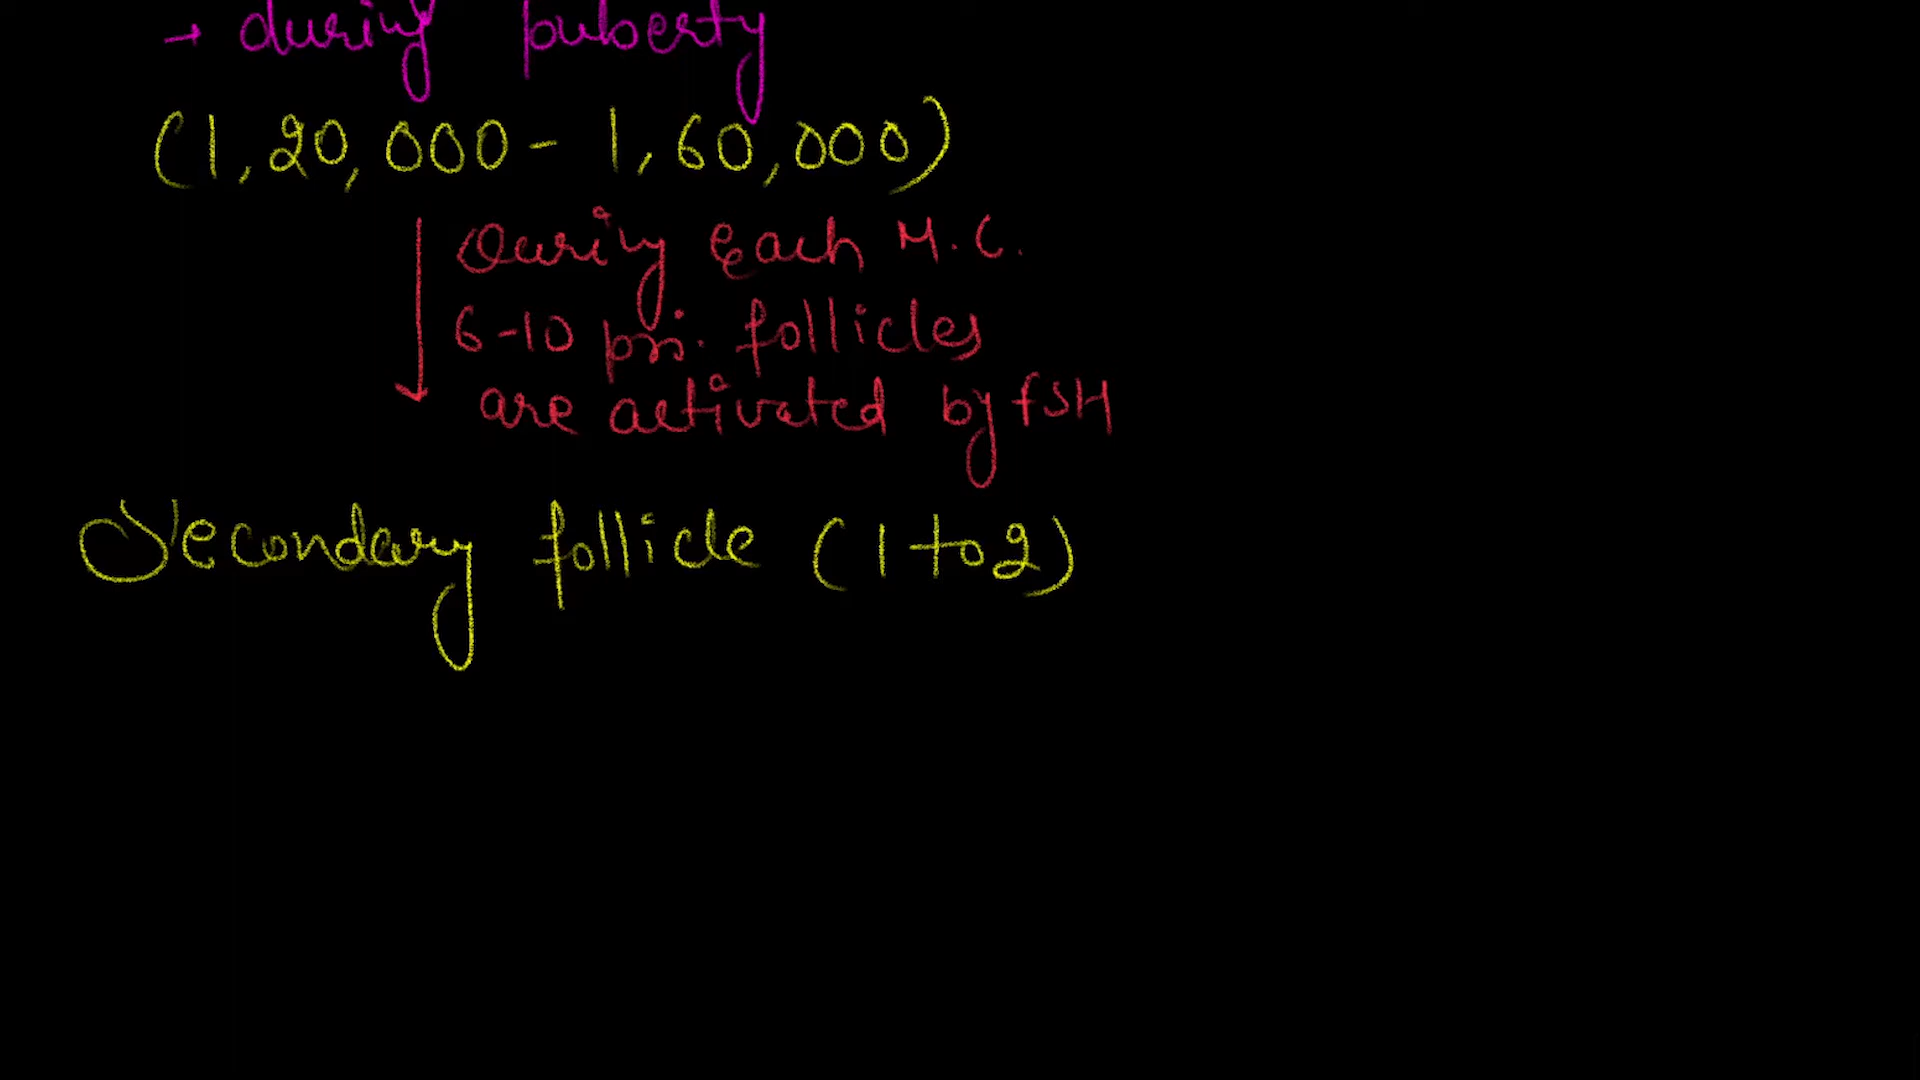 → during puberty
(1,20,000 - 1,60,000)
During Each M.C.
6-10 pri. follicles
are activated by fSH
Secondary follicle (1 to 2)